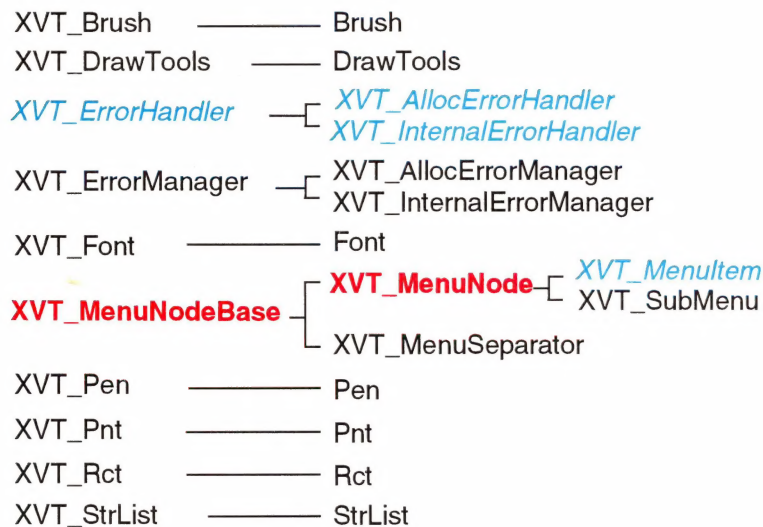 XVT_Brush Brush
XVT_DrawTools DrawTools
XVT_ErrorHandler XVT_AllocErrorHandler
XVT_InternalErrorHandler
XVT_ErrorManager XVT_AllocErrorManager
XVT_InternalErrorManager
XVT_Font Font
XVT_MenuNodeBase XVT_MenuNode XVT_MenuItem
XVT_SubMenu
XVT_MenuSeparator
XVT_Pen Pen
XVT_Pnt Pnt
XVT_Rct Rct
XVT_StrList StrList